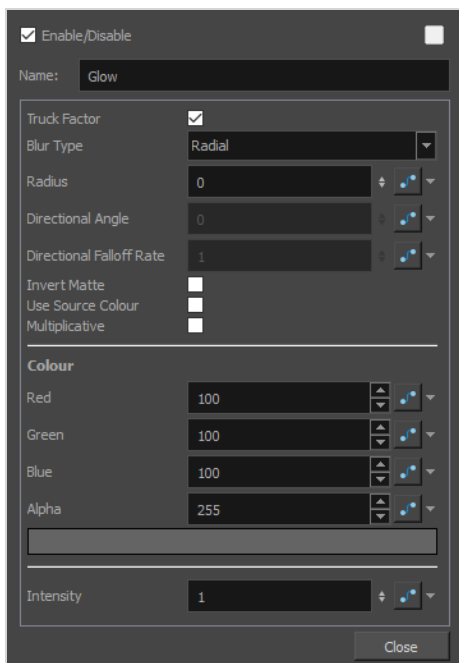 Enable/Disable
Name: Glow
Truck Factor
Blur Type Radial
Radius 0
Directional Angle 0
Directional Falloff Rate 1
Invert Matte
Use Source Colour
Multiplicative
Colour
Red 100
Green 100
Blue 100
Alpha 255
Intensity 1
Close